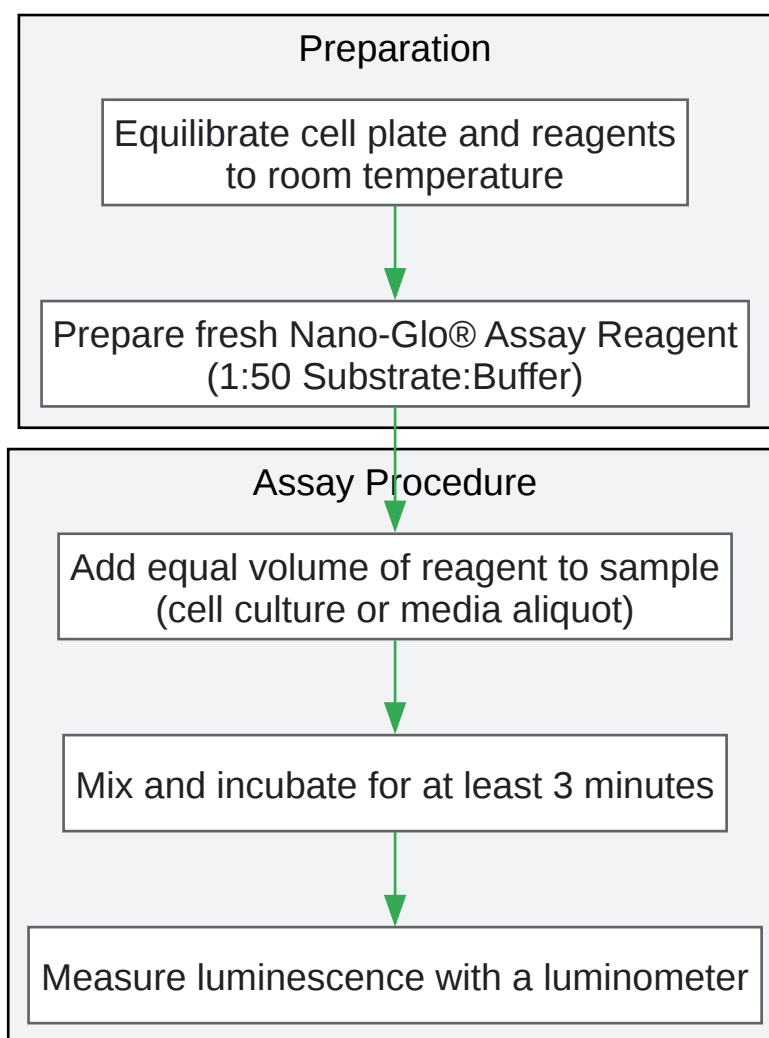 Preparation
Equilibrate cell plate and reagents
to room temperature
Prepare fresh Nano-Glo® Assay Reagent
(1:50 Substrate:Buffer)
Assay Procedure
Add equal volume of reagent to sample
(cell culture or media aliquot)
Mix and incubate for at least 3 minutes
Measure luminescence with a luminometer